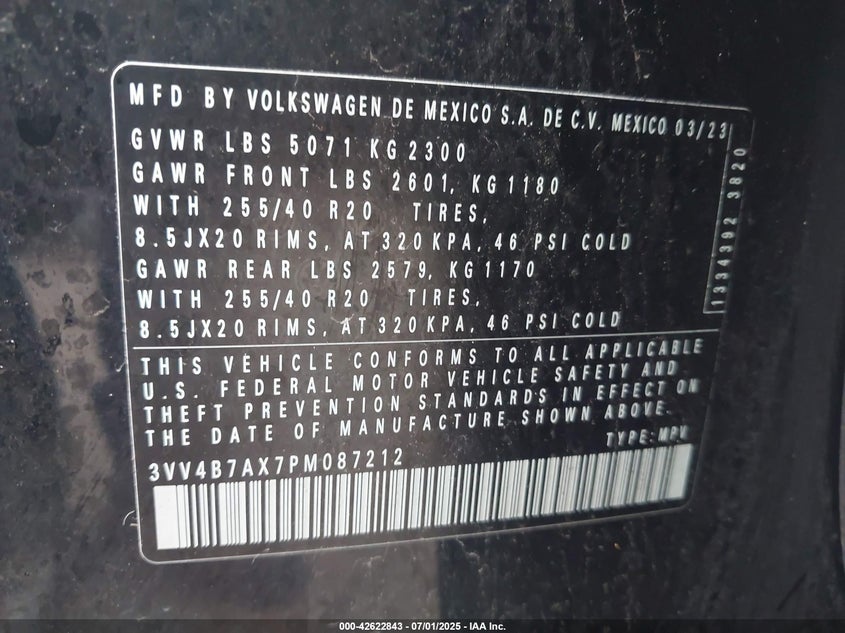 MFD BY VOLKSWAGEN DE MEXICO S.A. DE C.V. MEXICO 03/23
GVWR LBS 5071 KG 2300
GAWR FRONT LBS 2601, KG 1180
WITH 255/40 R20 TIRES,
8.5JX20 RIMS, AT 320 KPA, 46 PSI COLD
GAWR REAR LBS 2579, KG 1170
WITH 255/40 R20 TIRES,
8.5JX20 RIMS, AT 320 KPA, 46 PSI COLD
1334392 3820
THIS VEHICLE CONFORMS TO ALL APPLICABLE
U.S. FEDERAL MOTOR VEHICLE SAFETY AND
THEFT PREVENTION STANDARDS IN EFFECT ON
THE DATE OF MANUFACTURE SHOWN ABOVE.
TYPE: MPV
3VV4B7AX7PM087212
000-42622843 - 07/01/2025 - IAA Inc.